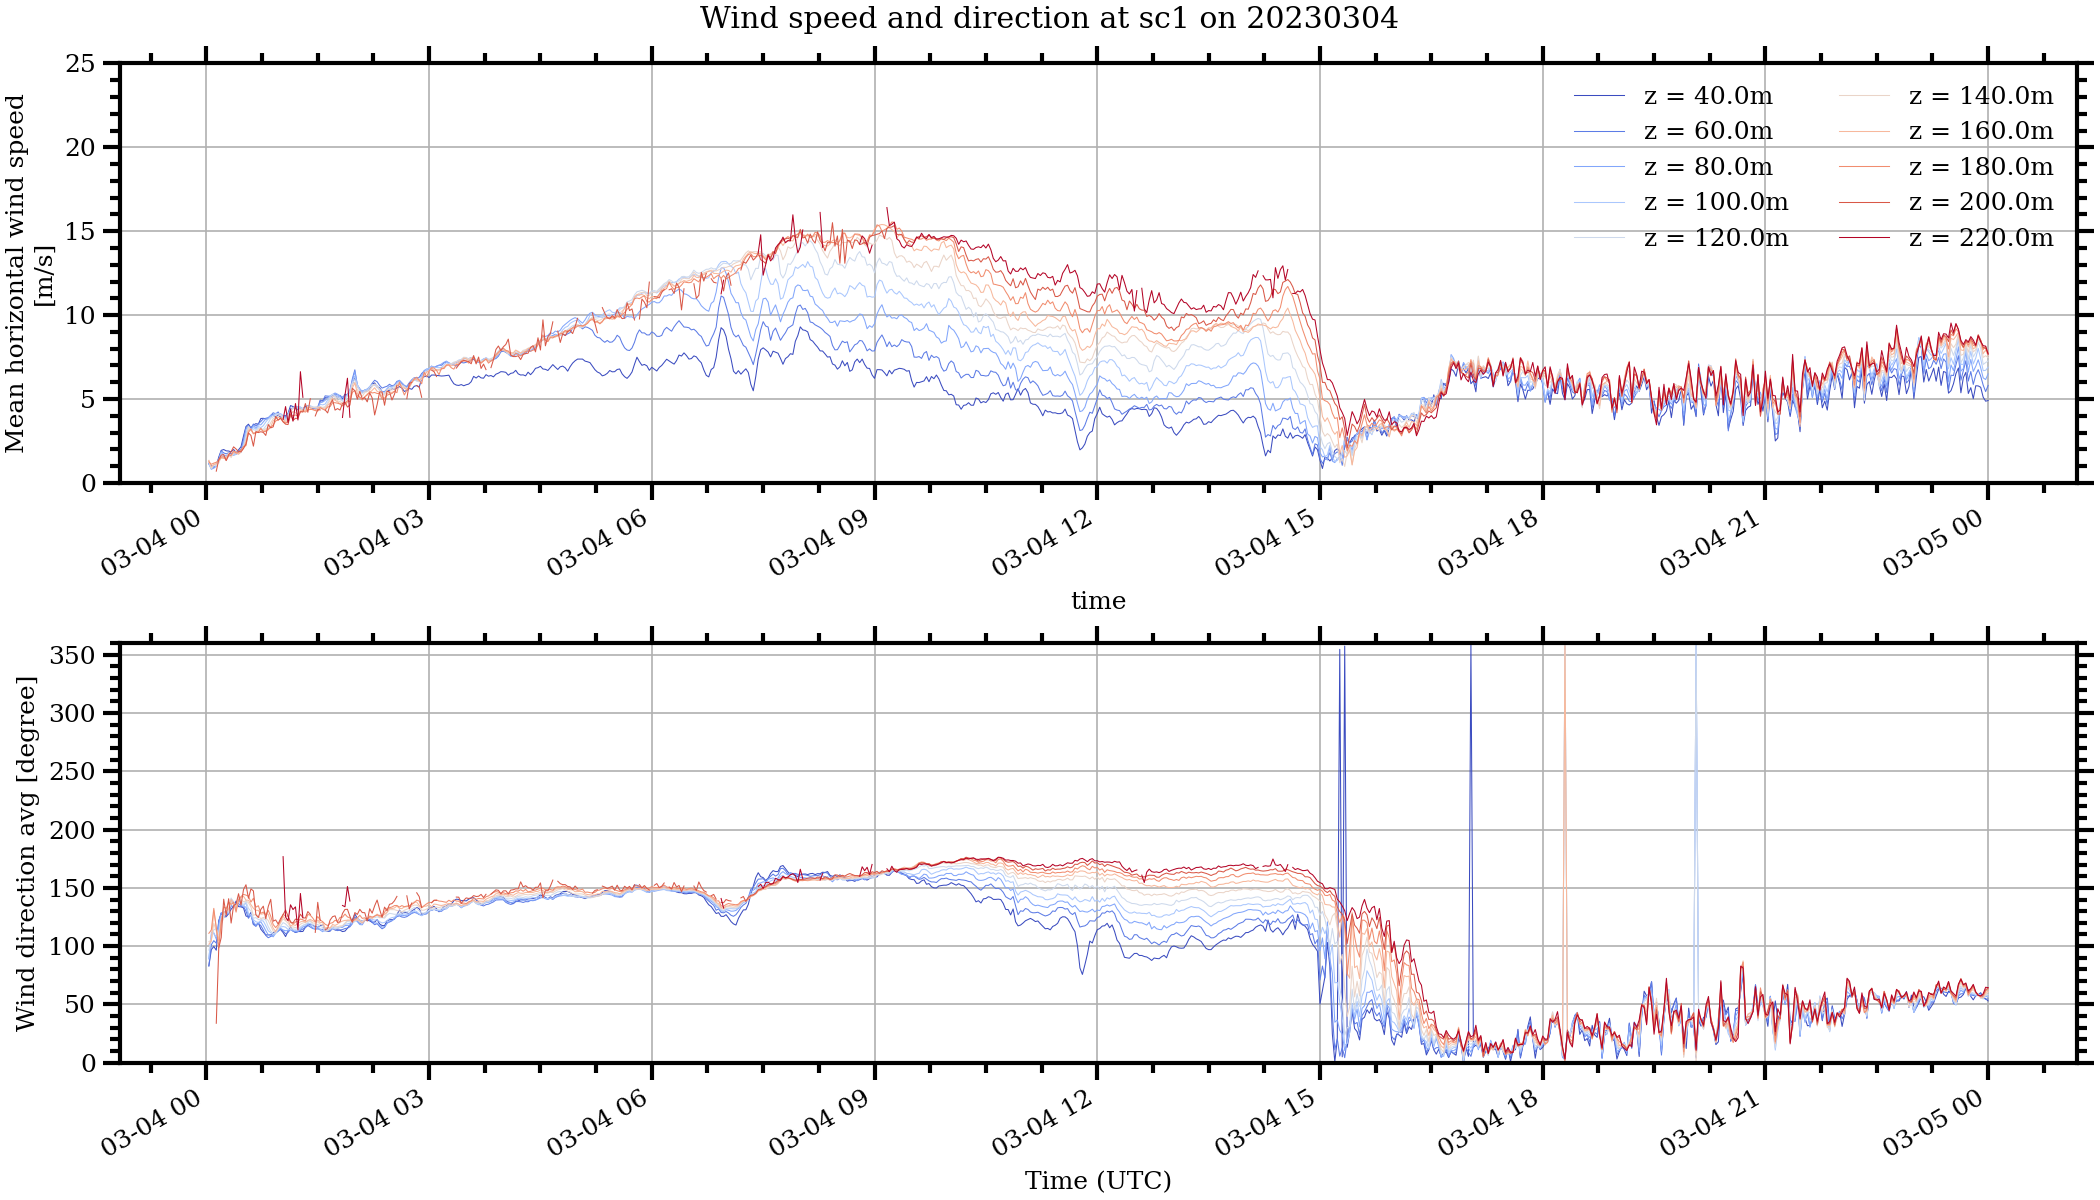 Wind speed and direction at sc1 on 20230304
Mean horizontal wind speed
[m/s]
25
20
15
10
5
0
z = 40.0m
z = 60.0m
z = 80.0m
z = 100.0m
z = 120.0m
z = 140.0m
z = 160.0m
z = 180.0m
z = 200.0m
z = 220.0m
03-04 00
03-04 03
03-04 06
03-04 09
03-04 12
03-04 15
03-04 18
03-04 21
03-05 00
time
Wind direction avg [degree]
350
300
250
200
150
100
50
0
03-04 00
03-04 03
03-04 06
03-04 09
03-04 12
03-04 15
03-04 18
03-04 21
03-05 00
Time (UTC)